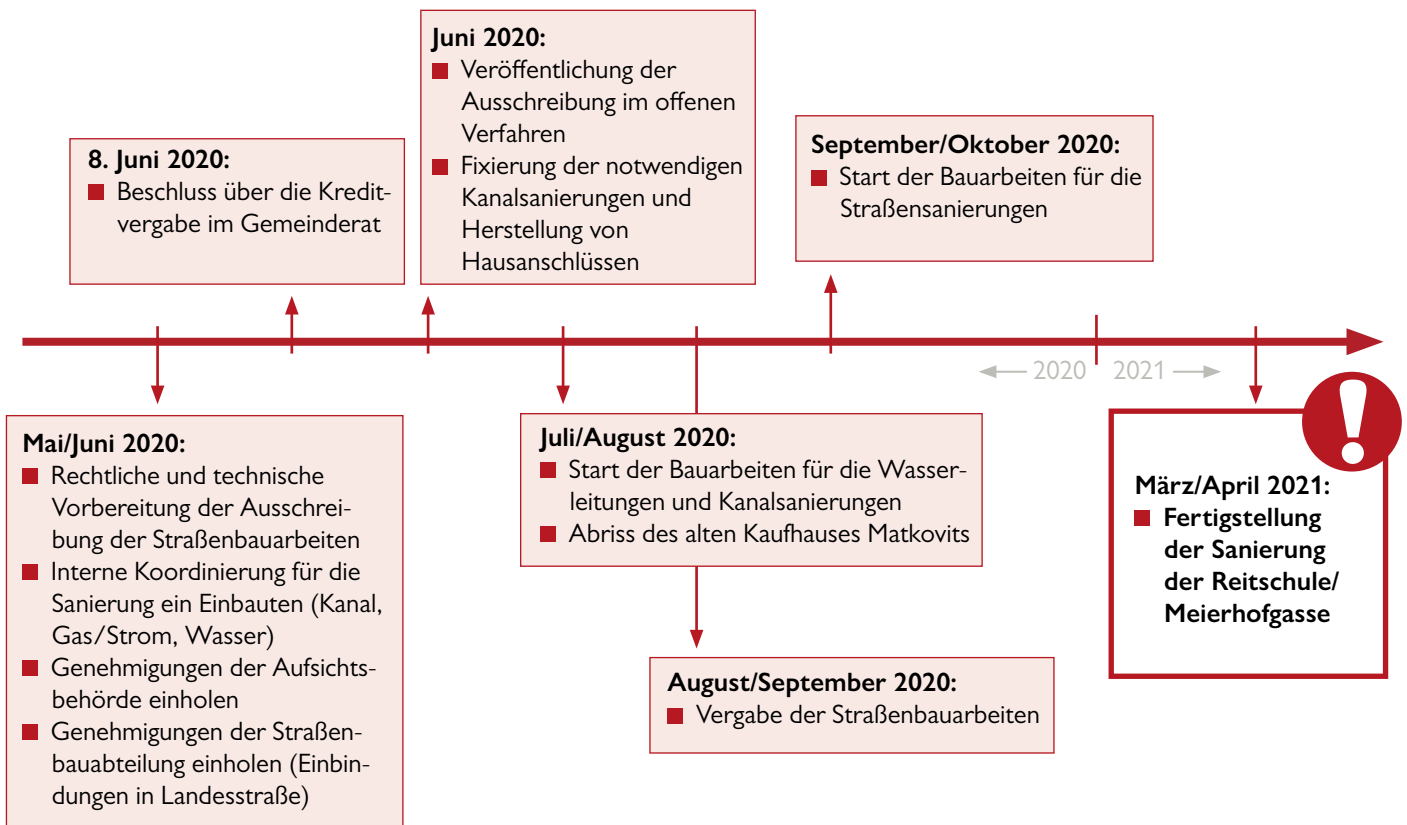 Juni 2020:
Veröffentlichung der
Ausschreibung im offenen
Verfahren
Fixierung der notwendigen
Kanalsanierungen und
Herstellung von
Hausanschlüssen
8. Juni 2020:
Beschluss über die Kredit-
vergabe im Gemeinderat
September/Oktober 2020:
Start der Bauarbeiten für die
Straßensanierungen
2020 2021
Mai/Juni 2020:
Rechtliche und technische
Vorbereitung der Ausschrei-
bung der Straßenbauarbeiten
Interne Koordinierung für die
Sanierung ein Einbauten (Kanal,
Gas/Strom, Wasser)
Genehmigungen der Aufsichts-
behörde einholen
Genehmigungen der Straßen-
bauabteilung einholen (Einbin-
dungen in Landesstraße)
Juli/August 2020:
Start der Bauarbeiten für die Wasser-
leitungen und Kanalsanierungen
Abriss des alten Kaufhauses Matkovits
August/September 2020:
Vergabe der Straßenbauarbeiten
!
März/April 2021:
Fertigstellung
der Sanierung
der Reitschule/
Meierhofgasse